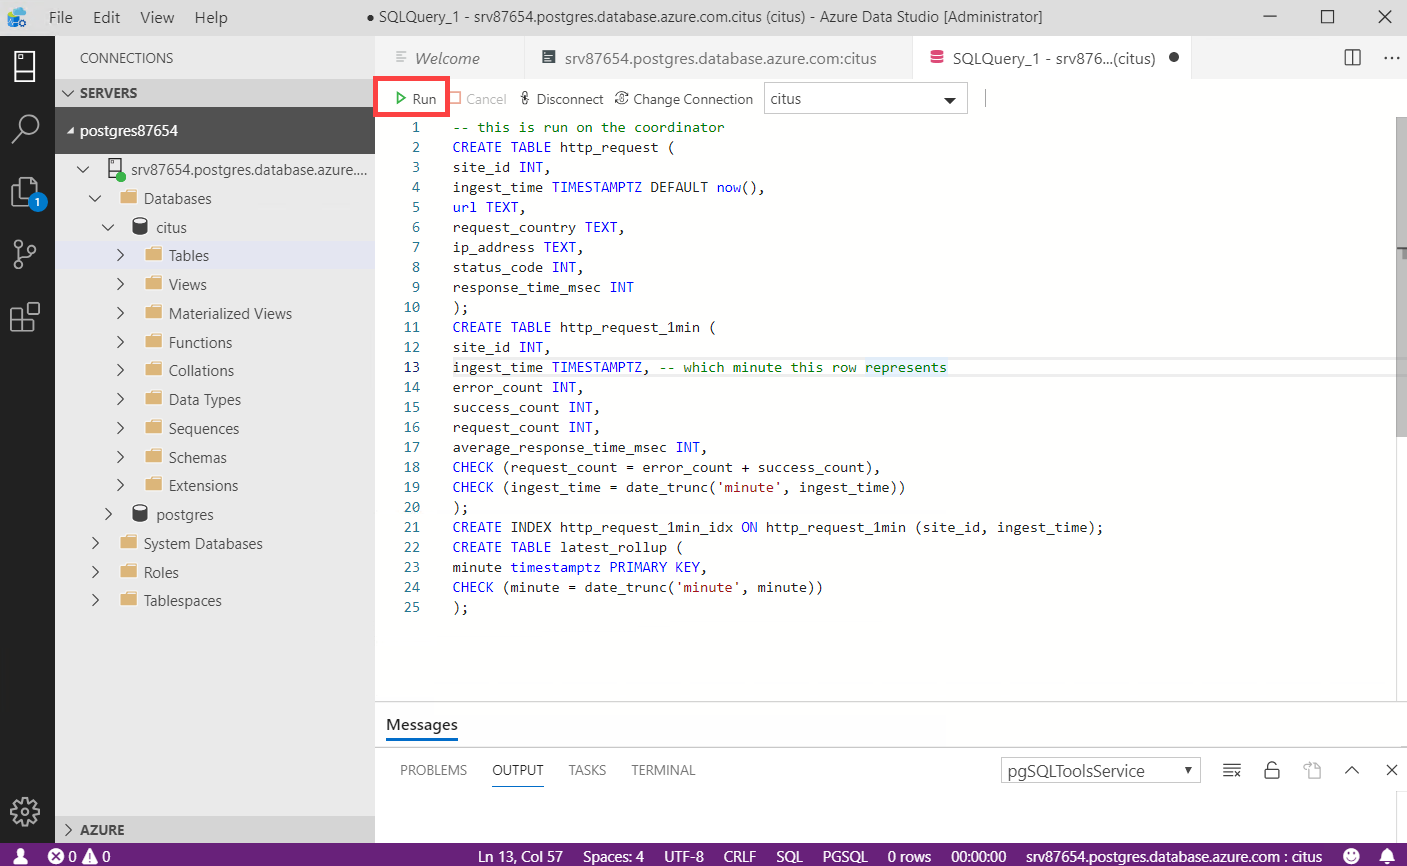 File Edit View Help ● SQLQuery_1 - srv87654.postgres.database.azure.com.citus (citus) - Azure Data Studio [Administrator]
CONNECTIONS
Welcome srv87654.postgres.database.azure.com:citus SQLQuery_1 - srv876...(citus) ●
SERVERS
Run Cancel Disconnect Change Connection citus
postgres87654
srv87654.postgres.database.azure....
Databases
citus
Tables
Views
Materialized Views
Functions
Collations
Data Types
Sequences
Schemas
Extensions
postgres
System Databases
Roles
Tablespaces
AZURE
1
1 -- this is run on the coordinator
2 CREATE TABLE http_request (
3 site_id INT,
4 ingest_time TIMESTAMPTZ DEFAULT now(),
5 url TEXT,
6 request_country TEXT,
7 ip_address TEXT,
8 status_code INT,
9 response_time_msec INT
10 );
11 CREATE TABLE http_request_1min (
12 site_id INT,
13 ingest_time TIMESTAMPTZ, -- which minute this row represents
14 error_count INT,
15 success_count INT,
16 request_count INT,
17 average_response_time_msec INT,
18 CHECK (request_count = error_count + success_count),
19 CHECK (ingest_time = date_trunc('minute', ingest_time))
20 );
21 CREATE INDEX http_request_1min_idx ON http_request_1min (site_id, ingest_time);
22 CREATE TABLE latest_rollup (
23 minute timestamptz PRIMARY KEY,
24 CHECK (minute = date_trunc('minute', minute))
25 );
Messages
PROBLEMS OUTPUT TASKS TERMINAL pgSQLToolsService
0 0 Ln 13, Col 57 Spaces: 4 UTF-8 CRLF SQL PGSQL 0 rows 00:00:00 srv87654.postgres.database.azure.com : citus